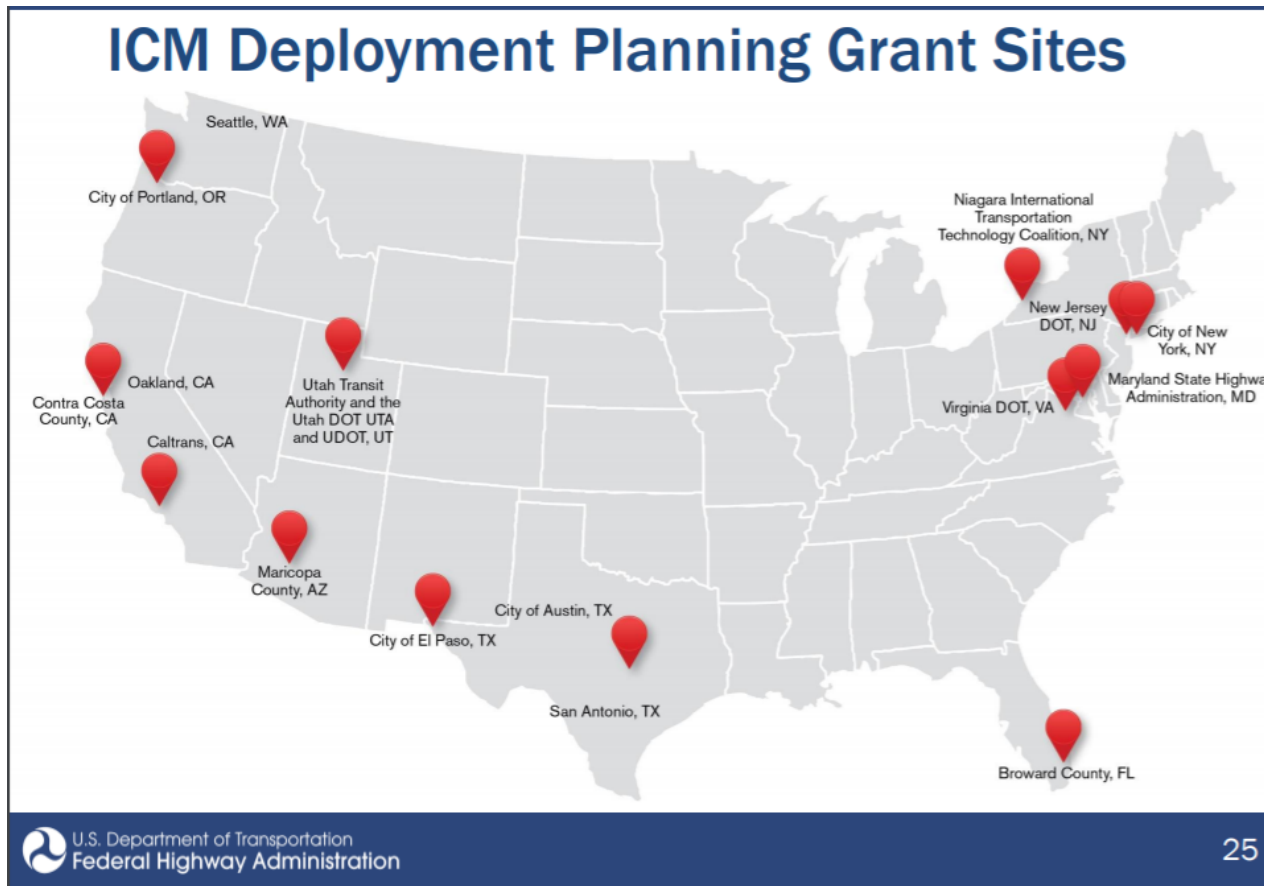 ICM Deployment Planning Grant Sites
Seattle, WA
City of Portland, OR
Niagara International
Transportation
Technology Coalition, NY
New Jersey
DOT, NJ
City of New
York, NY
Oakland, CA
Contra Costa
County, CA
Utah Transit
Authority and the
Utah DOT UTA
and UDOT, UT
Maryland State Highway
Administration, MD
Virginia DOT, VA
Caltrans, CA
Maricopa
County, AZ
City of El Paso, TX
City of Austin, TX
San Antonio, TX
Broward County, FL
U.S. Department of Transportation
Federal Highway Administration
25